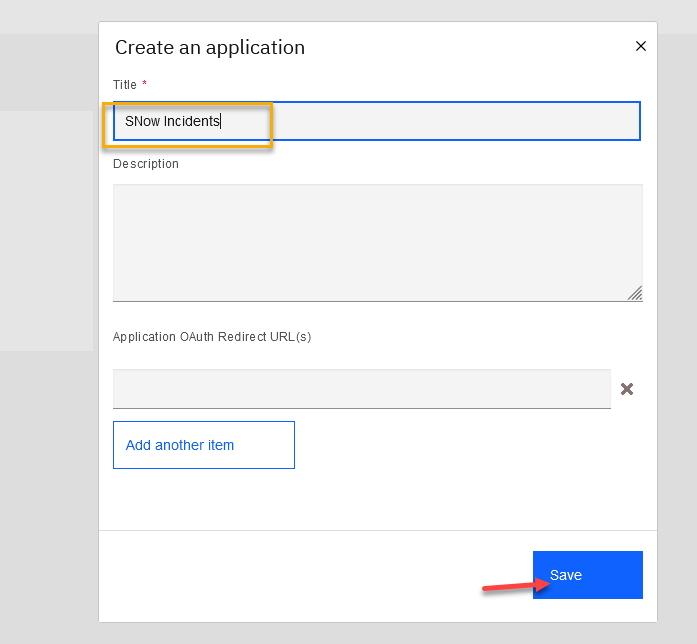 Create an application
Title *
SNow Incidents
Description
Application OAuth Redirect URL(s)
Add another item
Save